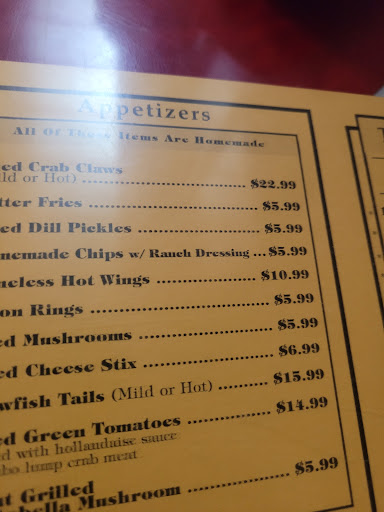 Appetizers
All Of These Items Are Homemade
ed Crab Claws
ld or Hot) $22.99
tter Fries $5.99
ed Dill Pickles $5.99
memade Chips w/ Ranch Dressing ... $5.99
neless Hot Wings $10.99
on Rings $5.99
ed Mushrooms $5.99
ed Cheese Stix $6.99
wfish Tails (Mild or Hot) $15.99
ed Green Tomatoes $14.99
d with hollandaise sauce
bo lump crab meat
t Grilled
bella Mushroom $5.99